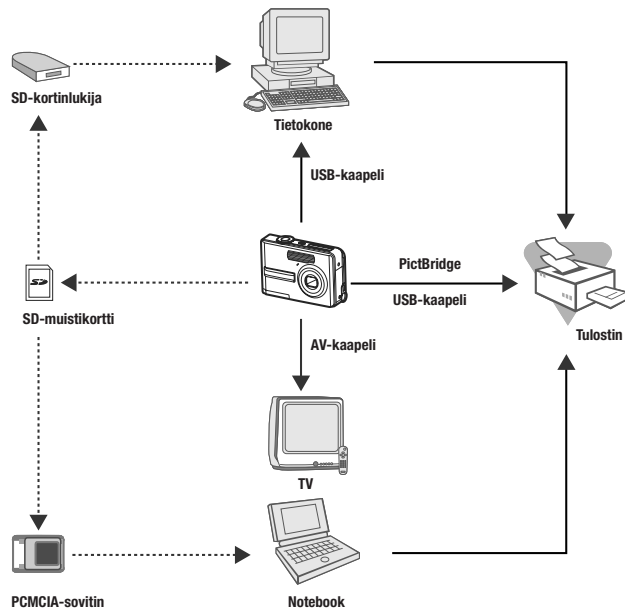 SD-kortinlukija
Tietokone
USB-kaapeli
PictBridge
USB-kaapeli
SD-muistikortti
AV-kaapeli
Tulostin
TV
PCMCIA-sovitin
Notebook